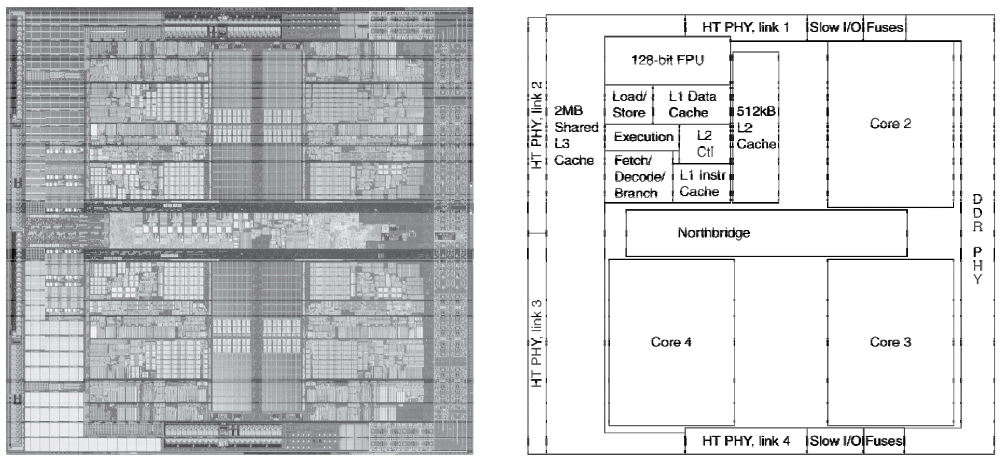 HT PHY, link 1
Slow I/O
Fuses
HT PHY, link 2
2MB
Shared
L3
Cache
128-bit FPU
Load/
Store
L1 Data
Cache
Execution
L2
Ctl
Fetch/
Decode/
Branch
L1 Instr
Cache
512kB
L2
Cache
Core 2
Northbridge
DDR PHY
HT PHY, link 3
Core 4
Core 3
HT PHY, link 4
Slow I/O
Fuses